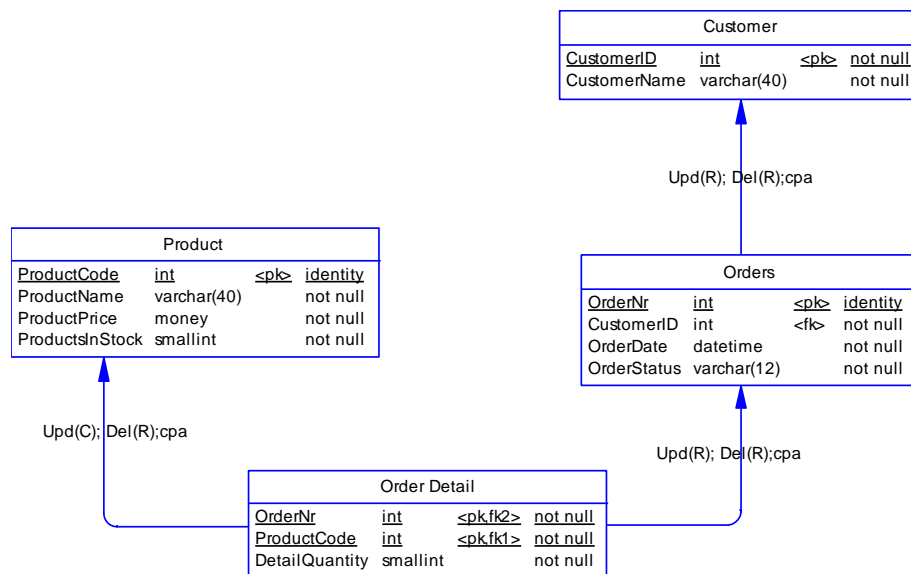 Customer
CustomerID int <pk> not null
CustomerName varchar(40) not null
Upd(R); Del(R);cpa
Product
ProductCode int <pk> identity
ProductName varchar(40) not null
ProductPrice money not null
ProductsInStock smallint not null
Orders
OrderNr int <pk> identity
CustomerID int <fk> not null
OrderDate datetime not null
OrderStatus varchar(12) not null
Upd(C); Del(R);cpa
Upd(R); Del(R);cpa
Order Detail
OrderNr int <pk,fk2> not null
ProductCode int <pk,fk1> not null
DetailQuantity smallint not null